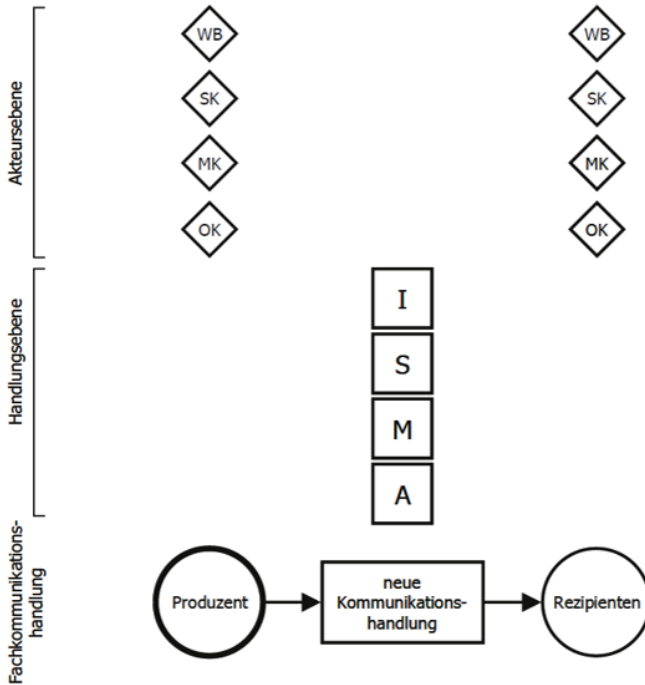 Akteursebene
WB
WB
SK
SK
MK
MK
OK
OK
Handlungsebene
I
S
M
A
Fachkommunikations-
handlung
Produzent
neue
Kommunikations-
handlung
Rezipienten